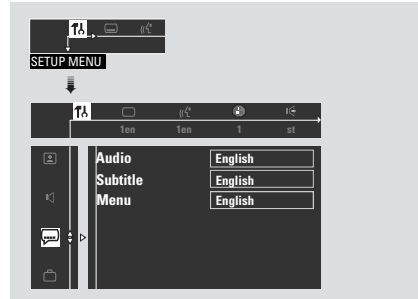 SETUP MENU
1en 1en 1 st
Audio English
Subtitle English
Menu English